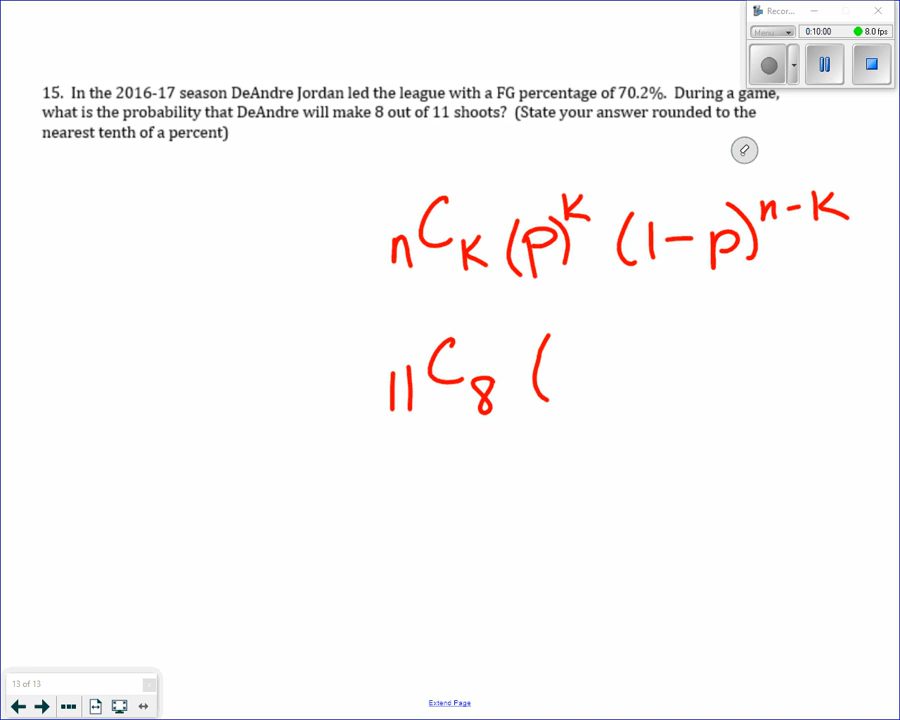 Recor...
Menu
0:10:00
8.0 fps
15. In the 2016-17 season DeAndre Jordan led the league with a FG percentage of 70.2%. During a game,
what is the probability that DeAndre will make 8 out of 11 shoots? (State your answer rounded to the
nearest tenth of a percent)
nCk (p)^k (1-p)^n-k
11C8 (
13 of 13
Extend Page